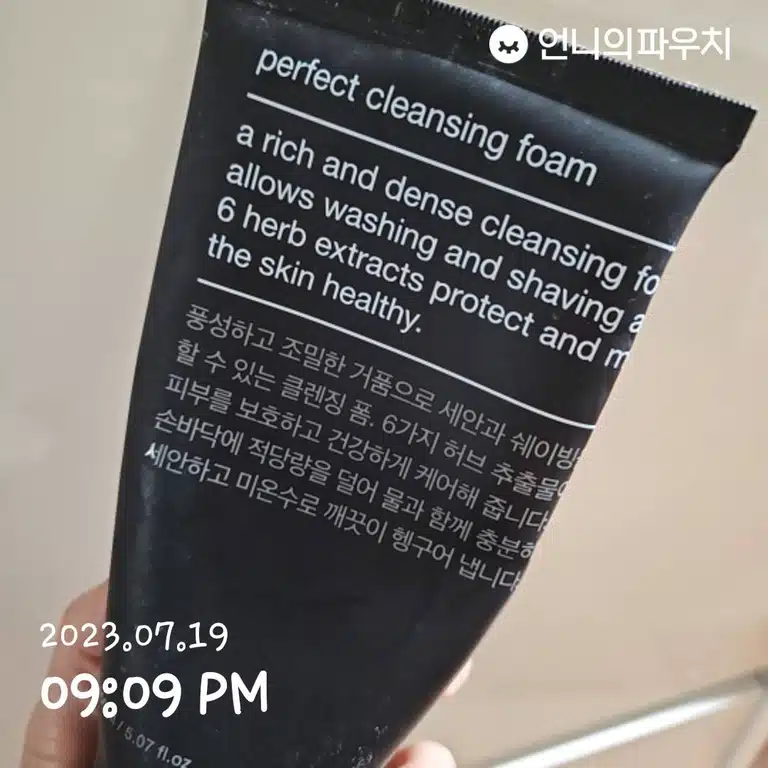 언니의파우치
perfect cleansing foam
a rich and dense cleansing fo
allows washing and shaving a
6 herb extracts protect and m
the skin healthy.
풍성하고 조밀한 거품으로 세안과 쉐이빙
할 수 있는 클렌징 폼. 6가지 허브 추출물이
피부를 보호하고 건강하게 케어해 줍니다.
손바닥에 적당량을 덜어 물과 함께 충분히
세안하고 미온수로 깨끗이 헹구어 냅니다
2023.07.19
09:09 PM
/ 5.07 fl.oz